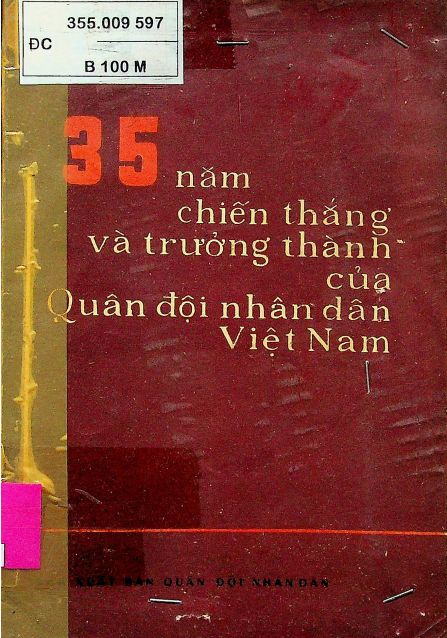 355.009 597
ĐC
B 100 M
35
năm
chiến thắng
và trưởng thành
của
Quân đội nhân dân
Việt Nam
XUẤT BẢN QUÂN ĐỘI NHÂN DÂN